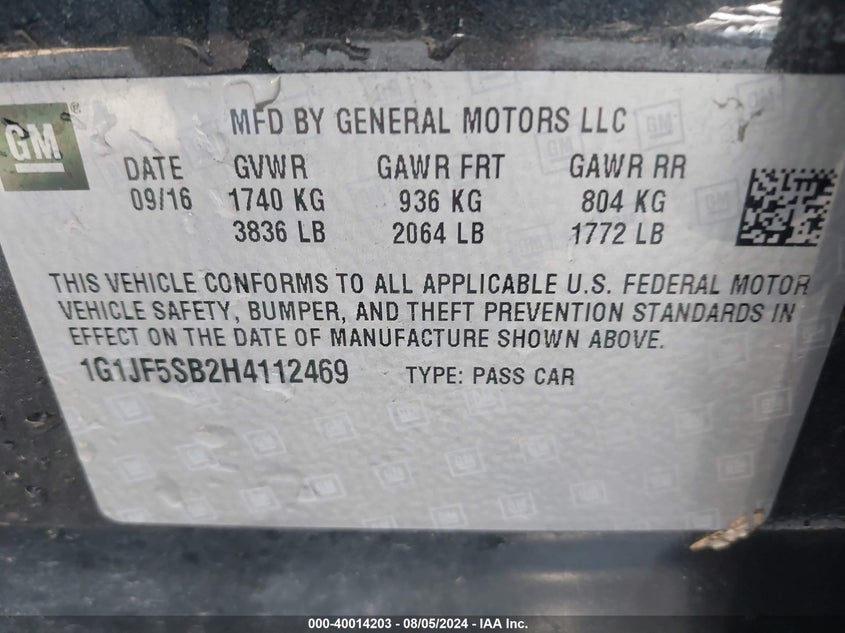 GM®
MFD BY GENERAL MOTORS LLC
DATE GVWR GAWR FRT GAWR RR
09/16 1740 KG 936 KG 804 KG
3836 LB 2064 LB 1772 LB
THIS VEHICLE CONFORMS TO ALL APPLICABLE U.S. FEDERAL MOTOR
VEHICLE SAFETY, BUMPER, AND THEFT PREVENTION STANDARDS IN
EFFECT ON THE DATE OF MANUFACTURE SHOWN ABOVE.
1G1JF5SB2H4112469 TYPE: PASS CAR
000-40014203 - 08/05/2024 - IAA Inc.